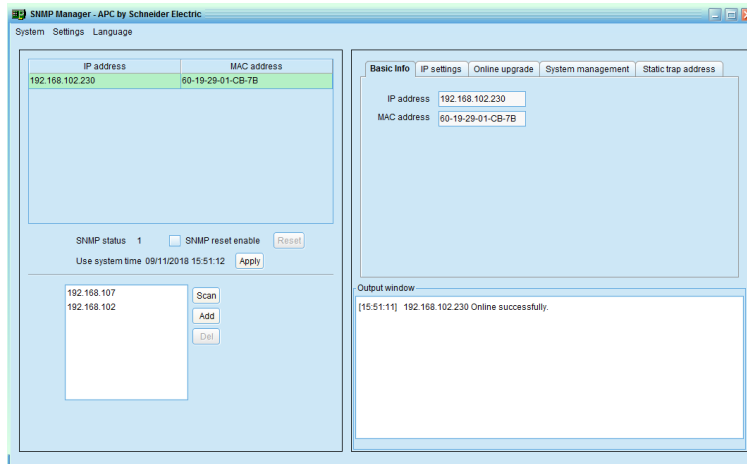 SNMP Manager - APC by Schneider Electric
System Settings Language
IP address MAC address
192.168.102.230 60-19-29-01-CB-7B
SNMP status 1 SNMP reset enable Reset
Use system time 09/11/2018 15:51:12 Apply
192.168.107
192.168.102
Scan
Add
Del
Basic Info IP settings Online upgrade System management Static trap address
IP address 192.168.102.230
MAC address 60-19-29-01-CB-7B
Output window
[15:51:11] 192.168.102.230 Online successfully.